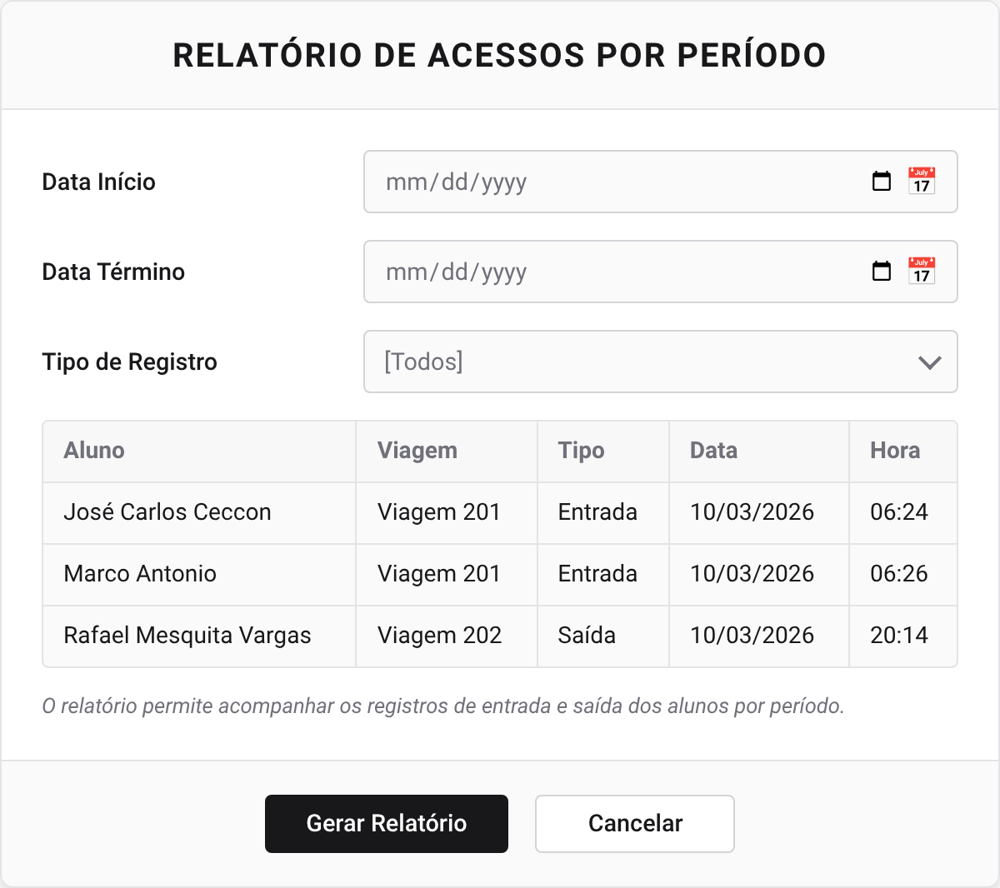 RELATÓRIO DE ACESSOS POR PERÍODO
Data Início
mm/dd/yyyy
July
17
Data Término
mm/dd/yyyy
July
17
Tipo de Registro
[Todos]
Aluno Viagem Tipo Data Hora
José Carlos Ceccon Viagem 201 Entrada 10/03/2026 06:24
Marco Antonio Viagem 201 Entrada 10/03/2026 06:26
Rafael Mesquita Vargas Viagem 202 Saída 10/03/2026 20:14
O relatório permite acompanhar os registros de entrada e saída dos alunos por período.
Gerar Relatório
Cancelar